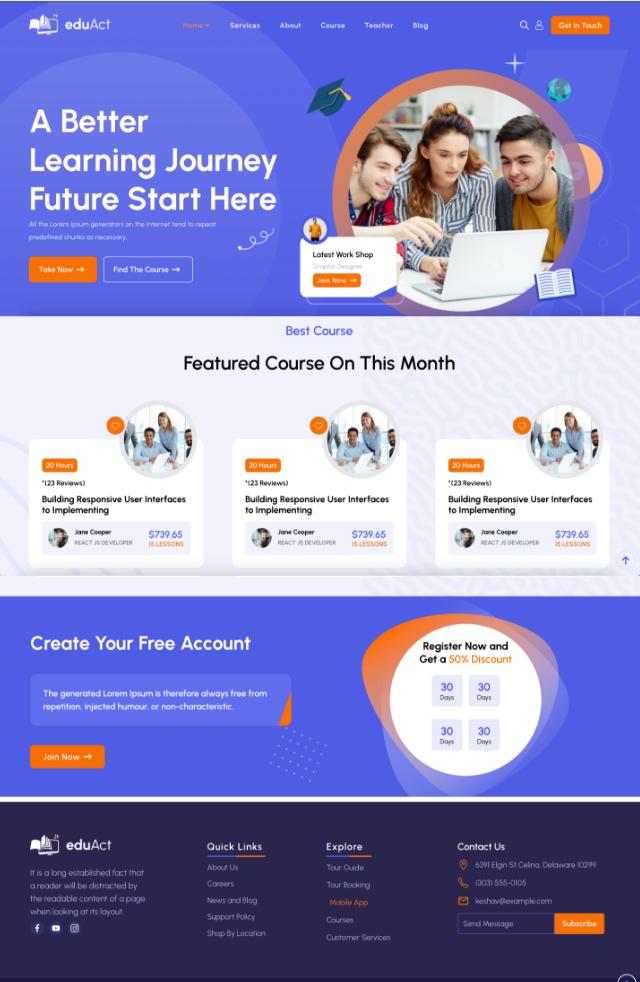 eduAct
Home
Services
About
Course
Teacher
Blog
Get in Touch
A Better
Learning Journey
Future Start Here
All the Lorem Ipsum generators on the Internet tend to repeat
predefined chunks as necessary.
Take Now →
Find The Course →
Latest Work Shop
Graphic Designer
Join Now →
Best Course
Featured Course On This Month
20 Hours
*(23 Reviews)
Building Responsive User Interfaces
to Implementing
Jane Cooper
REACT JS DEVELOPER
$739.65
15 LESSONS
20 Hours
*(23 Reviews)
Building Responsive User Interfaces
to Implementing
Jane Cooper
REACT JS DEVELOPER
$739.65
15 LESSONS
20 Hours
*(23 Reviews)
Building Responsive User Interfaces
to Implementing
Jane Cooper
REACT JS DEVELOPER
$739.65
15 LESSONS
Create Your Free Account
The generated Lorem Ipsum is therefore always free from
repetition, injected humour, or non-characteristic.
Join Now →
Register Now and
Get a 50% Discount
30
Days
30
Days
30
Days
30
Days
eduAct
It is a long established fact that
a reader will be distracted by
the readable content of a page
when looking at its layout.
Quick Links
About Us
Careers
News and Blog
Support Policy
Shop By Location
Explore
Tour Guide
Tour Booking
Mobile App
Courses
Customer Services
Contact Us
6391 Elgin St Celina, Delaware 10299
(303) 555-0105
keshav@example.com
Send Message
Subscribe